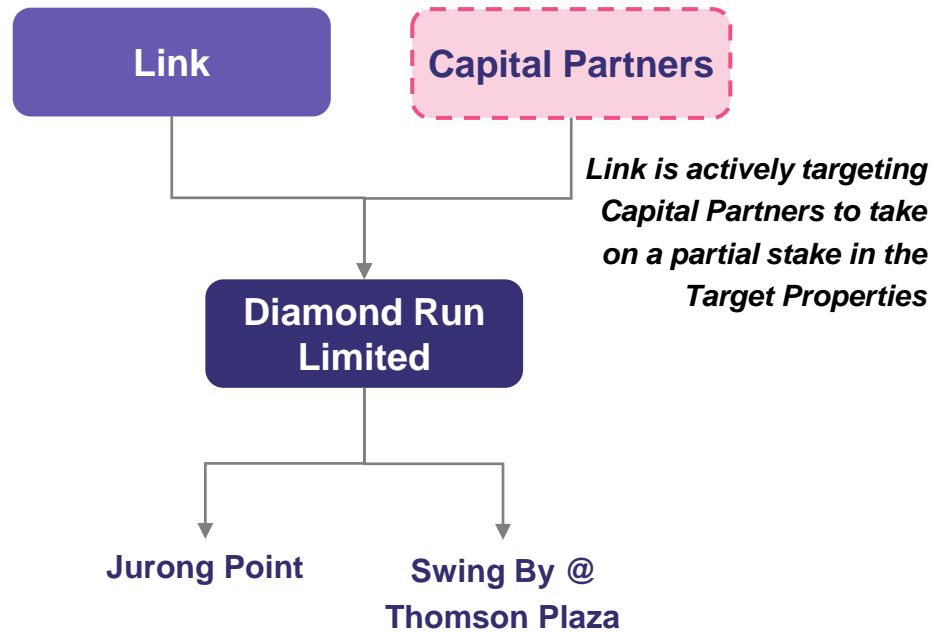 Link
Capital Partners
Link is actively targeting
Capital Partners to take
on a partial stake in the
Target Properties
Diamond Run
Limited
Jurong Point
Swing By @
Thomson Plaza